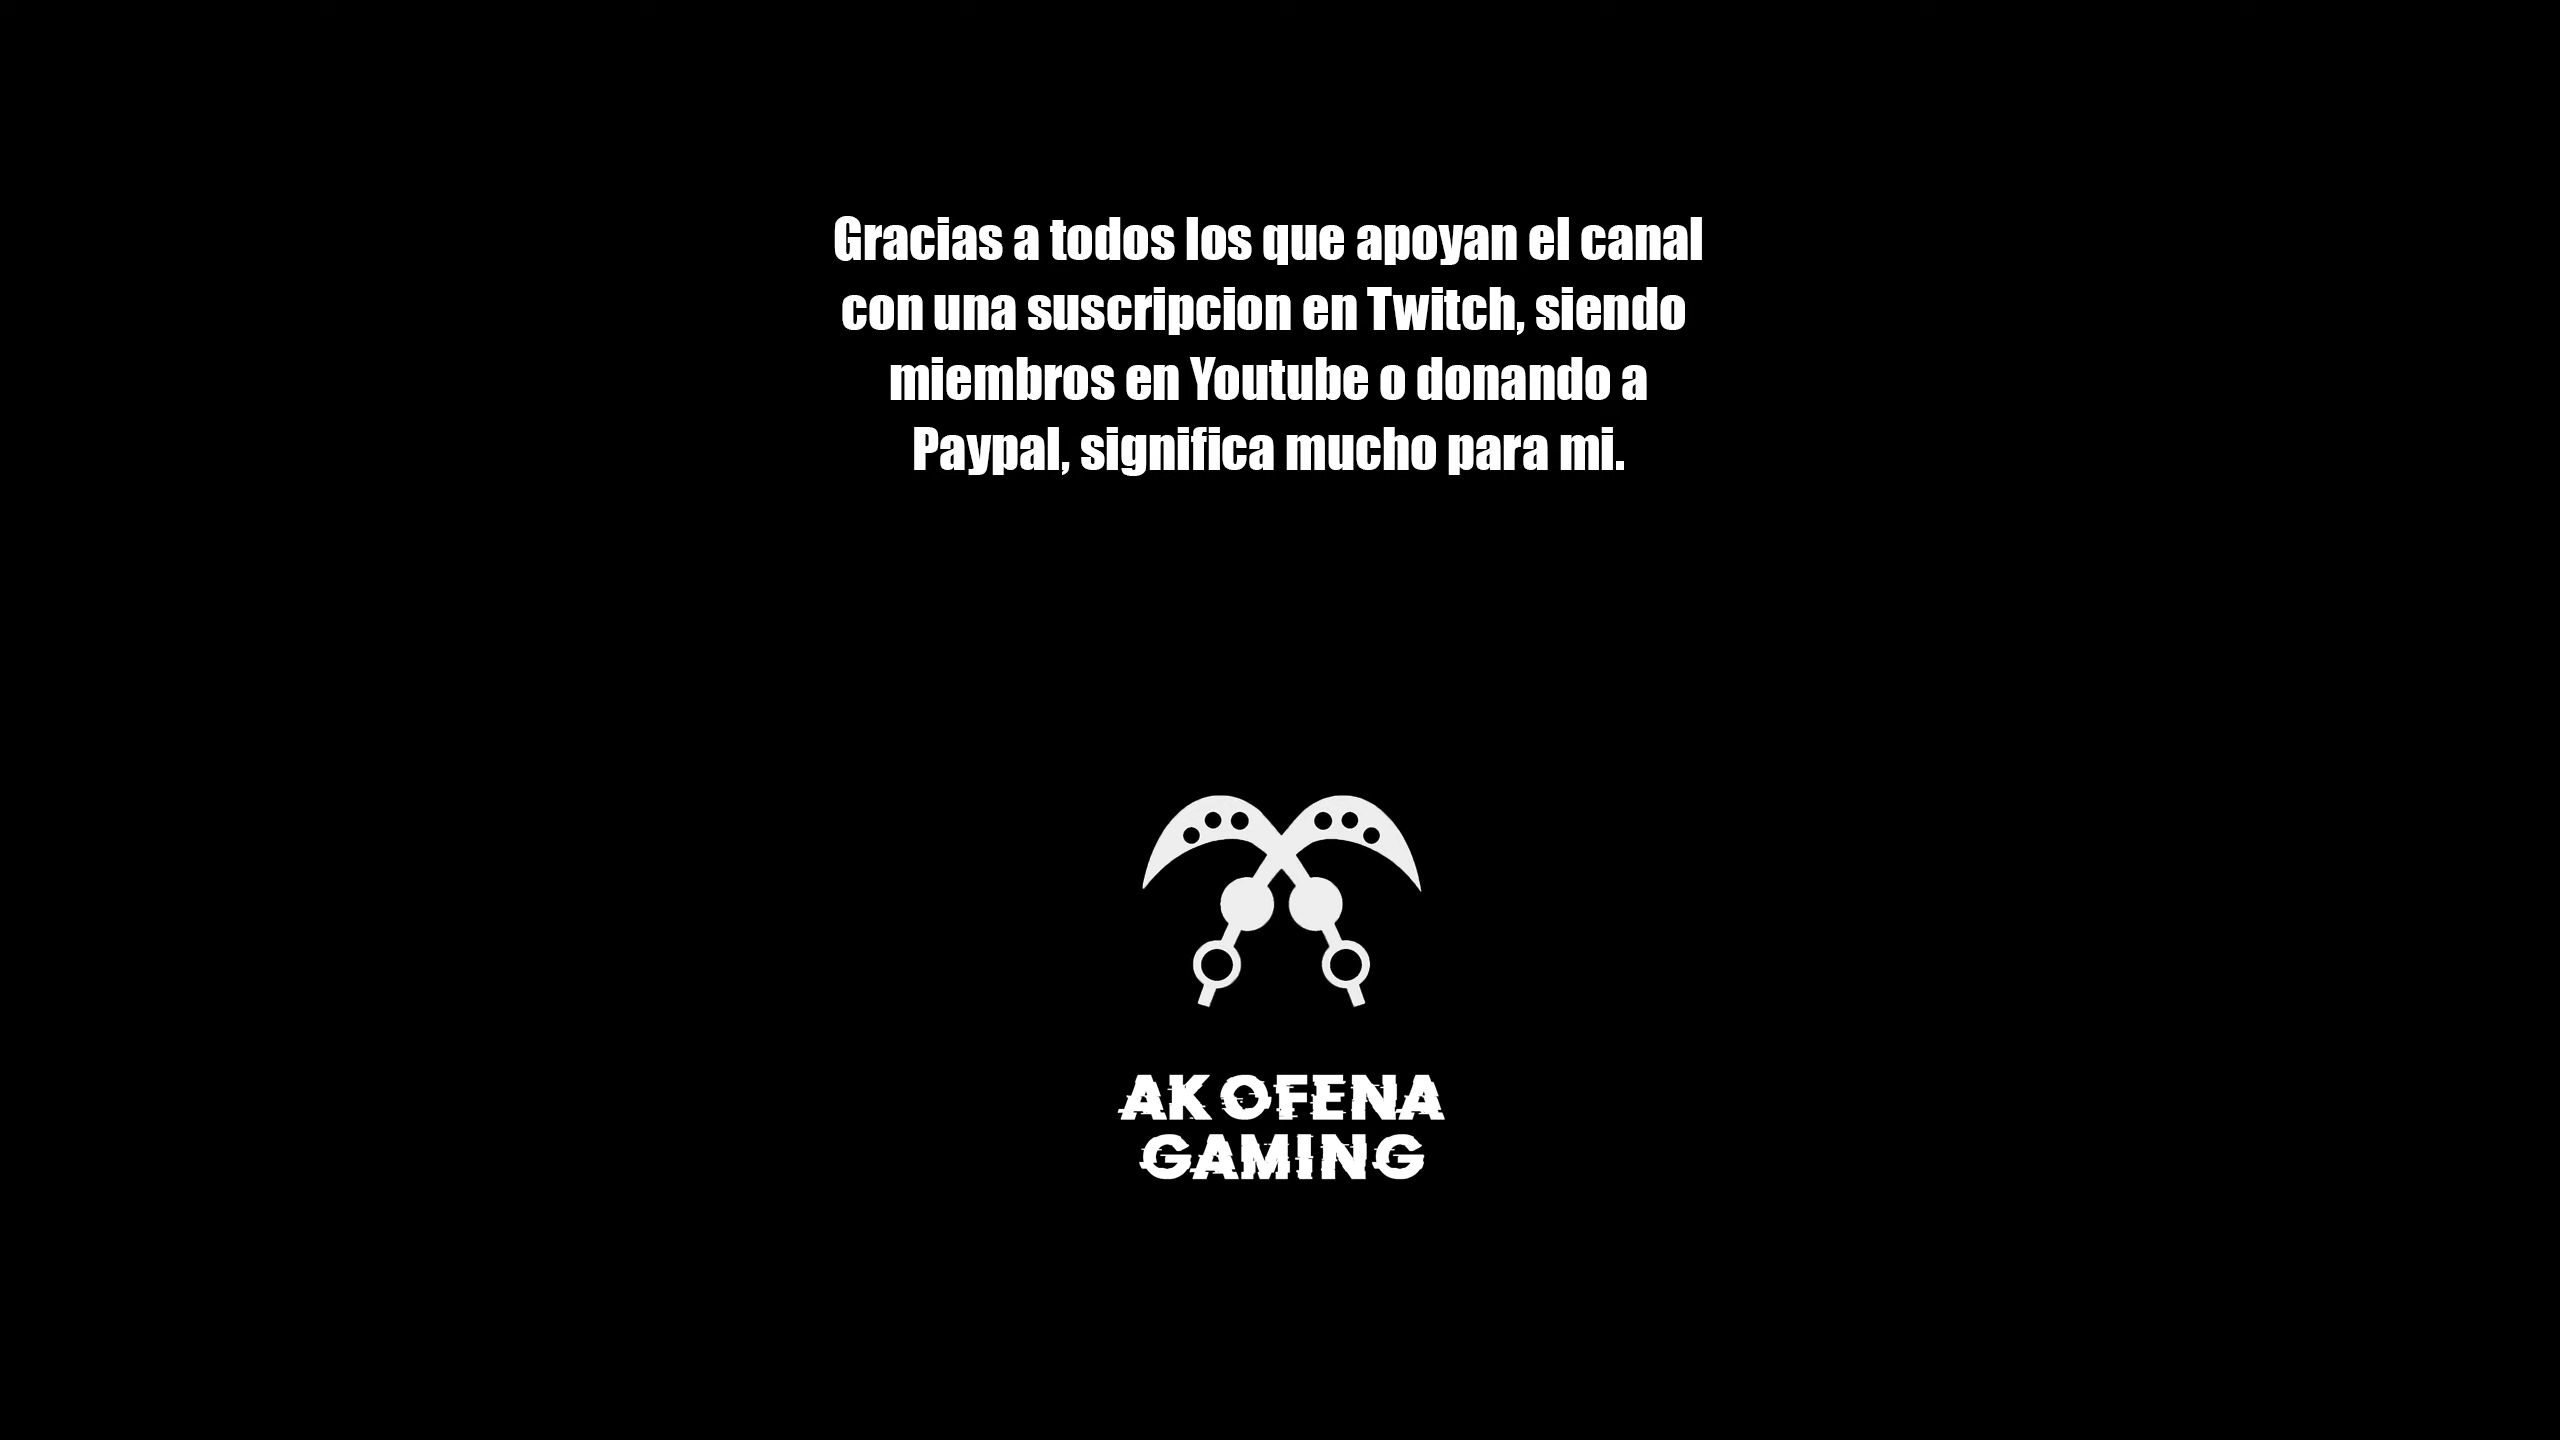 Gracias a todos los que apoyan el canal
con una suscripcion en Twitch, siendo
miembros en Youtube o donando a
Paypal, significa mucho para mi.
AKOFENA
GAMING